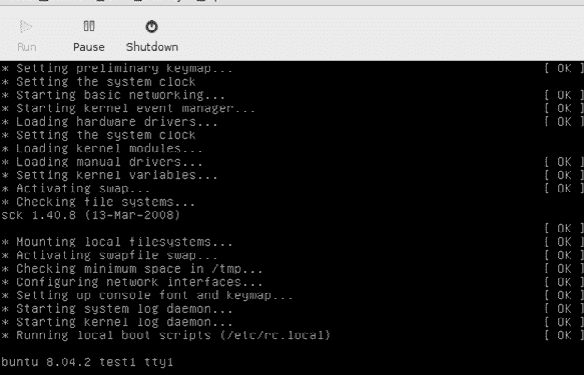 Run Pause Shutdown
* Setting preliminary keymap... [ OK ]
* Setting the system clock
* Starting basic networking... [ OK ]
* Starting kernel event manager... [ OK ]
* Loading hardware drivers... [ OK ]
* Setting the system clock
* Loading kernel modules...
* Loading manual drivers... [ OK ]
* Setting kernel variables... [ OK ]
* Activating swap... [ OK ]
* Checking file systems...
sck 1.40.8 (13-Mar-2008)
[ OK ]
* Mounting local filesystems... [ OK ]
* Activating swapfile swap... [ OK ]
* Checking minimum space in /tmp... [ OK ]
* Configuring network interfaces... [ OK ]
* Setting up console font and keymap... [ OK ]
* Starting system log daemon... [ OK ]
* Starting kernel log daemon... [ OK ]
* Running local boot scripts (/etc/rc.local) [ OK ]
buntu 8.04.2 test1 tty1